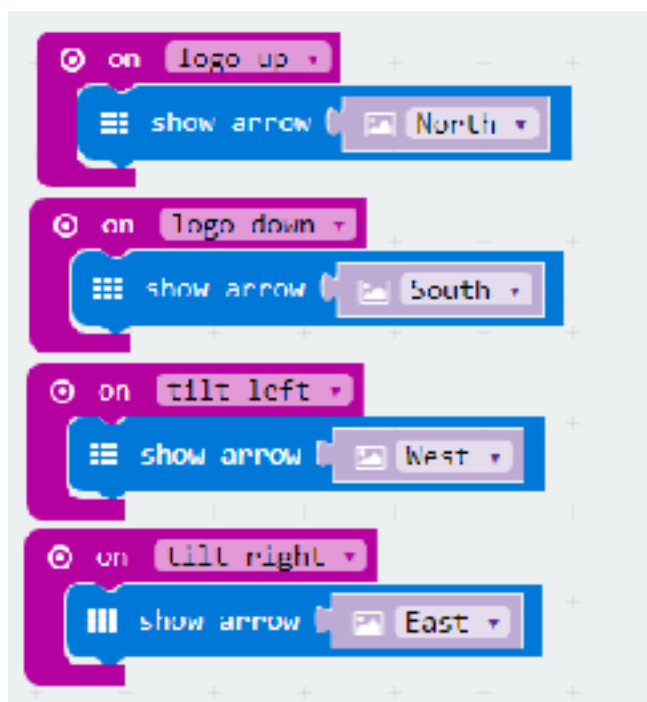 on logo up
show arrow North
on logo down
show arrow South
on tilt left
show arrow West
on tilt right
show arrow East